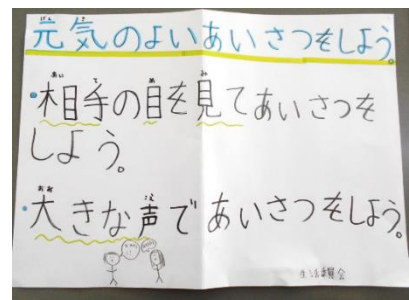 元気のよいあいさつをしよう。
・相手の目を見てあいさつを
しよう。
・大きな声であいさつをしよう。
生活委員会